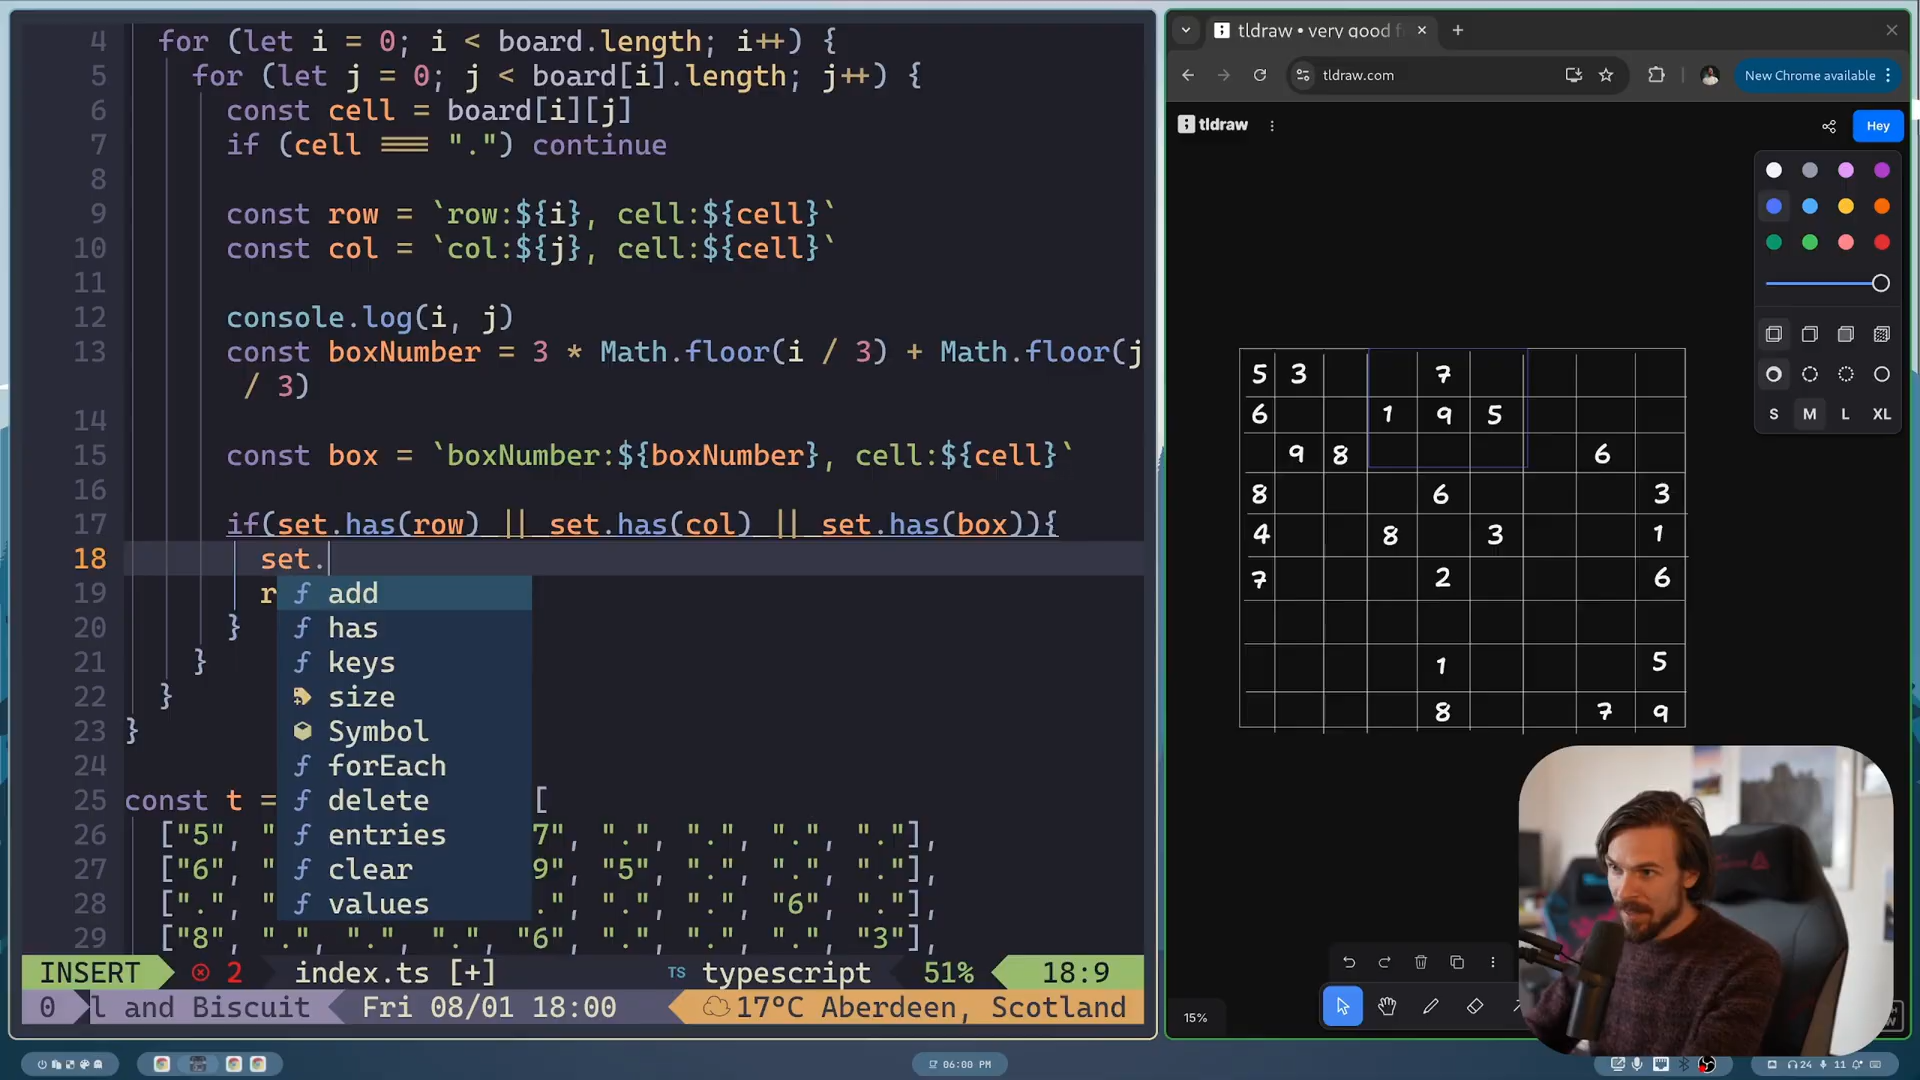 4 for (let i = 0; i < board.length; i++) {
5 for (let j = 0; j < board[i].length; j++) {
6 const cell = board[i][j]
7 if (cell === ".") continue
8
9 const row = `row:${i}, cell:${cell}`
10 const col = `col:${j}, cell:${cell}`
11
12 console.log(i, j)
13 const boxNumber = 3 * Math.floor(i / 3) + Math.floor(j
/ 3)
14
15 const box = `boxNumber:${boxNumber}, cell:${cell}`
16
17 if(set.has(row) || set.has(col) || set.has(box)){
18 set.
19 r
20 }
21 }
22 }
23 }
24
25 const t = [
26 ["5", " 7", ".", ".", ".", "."],
27 ["6", " 9", "5", ".", ".", "."],
28 [".", " .", ".", ".", "6", "."],
29 ["8", ".", ".", ".", "6", ".", ".", ".", "3"],
f add
f has
f keys
size
Symbol
f forEach
f delete
f entries
f clear
f values
INSERT 2 index.ts [+] TS typescript 51% 18:9
0 l and Biscuit Fri 08/01 18:00 17°C Aberdeen, Scotland
tldraw • very good f
tldraw.com
New Chrome available
tldraw
Hey
S M L XL
5 3 7
6 1 9 5
9 8 6
8 6 3
4 8 3 1
7 2 6
1 5
8 7 9
15%
06:00 PM
24 11